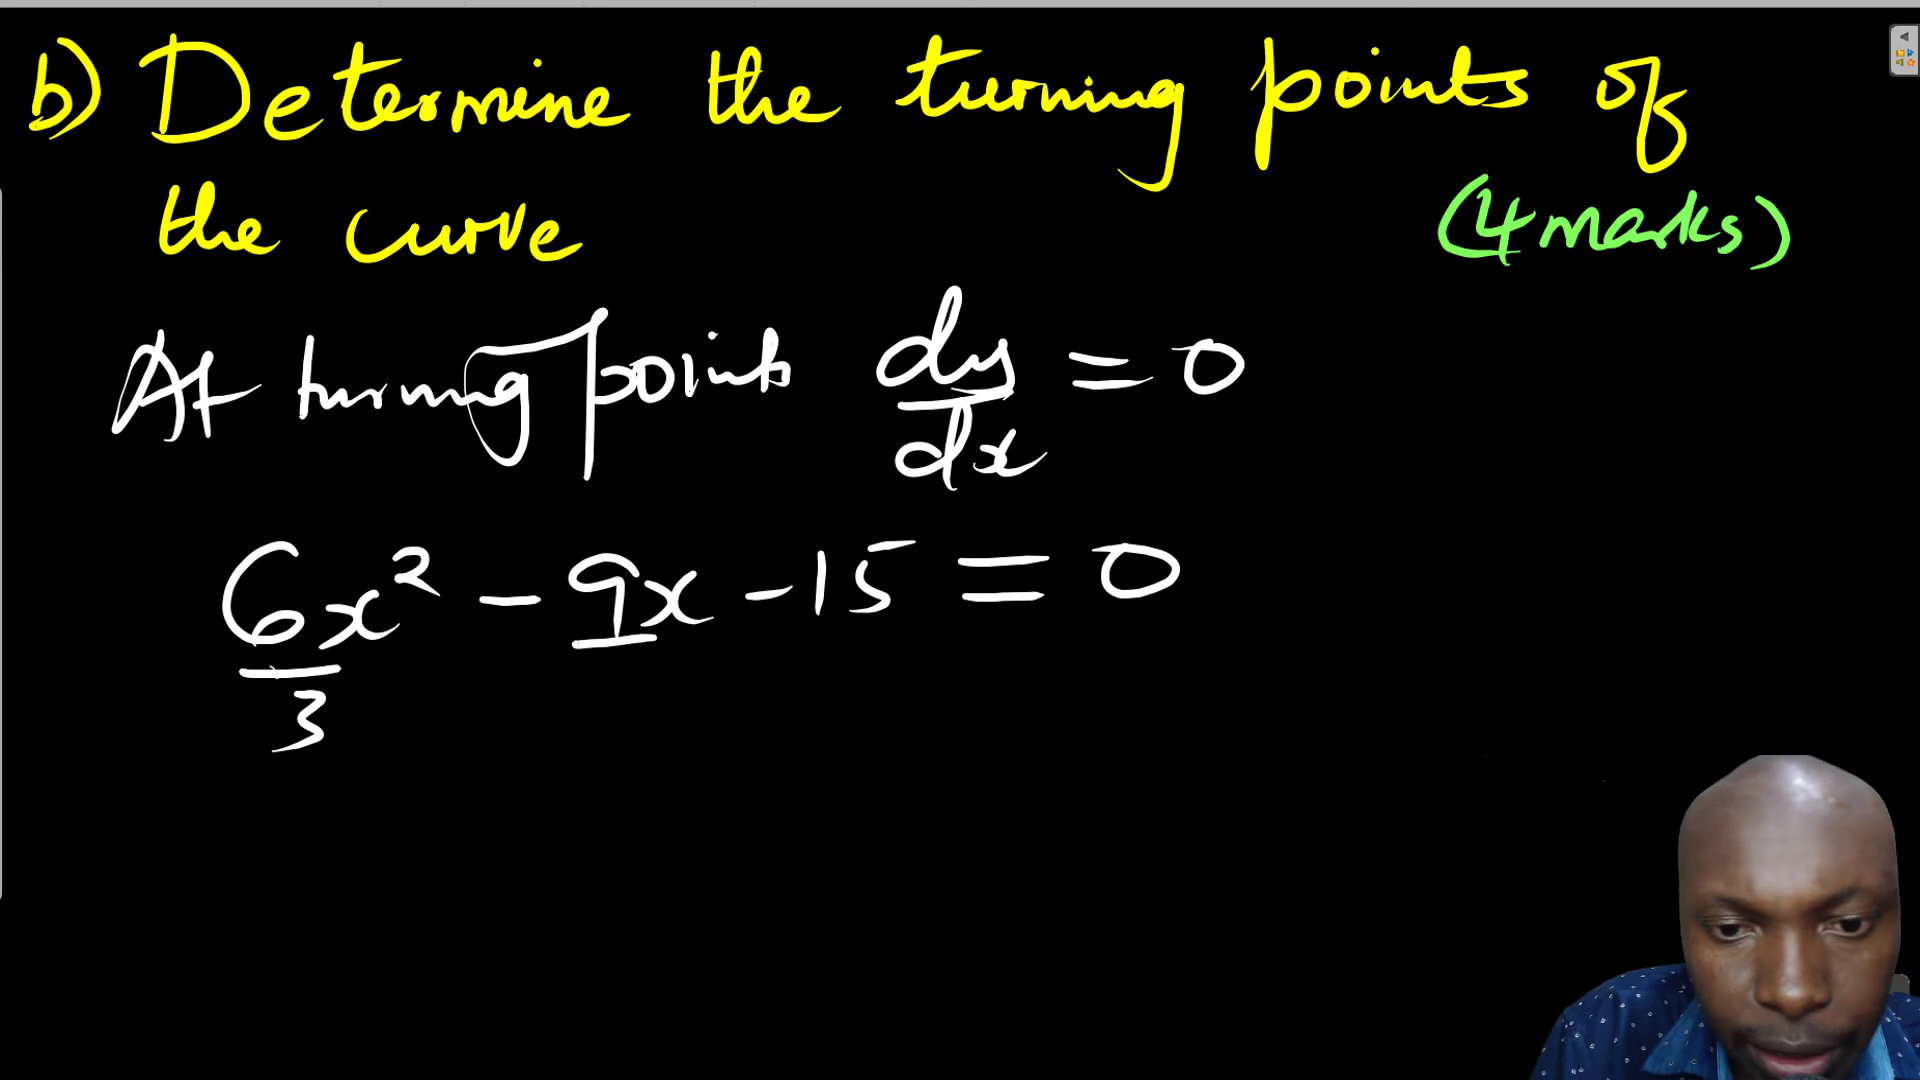 b) Determine the turning points of
the curve (4 marks)
At turning points dy/dx = 0
6x² - 9x - 15 = 0
3